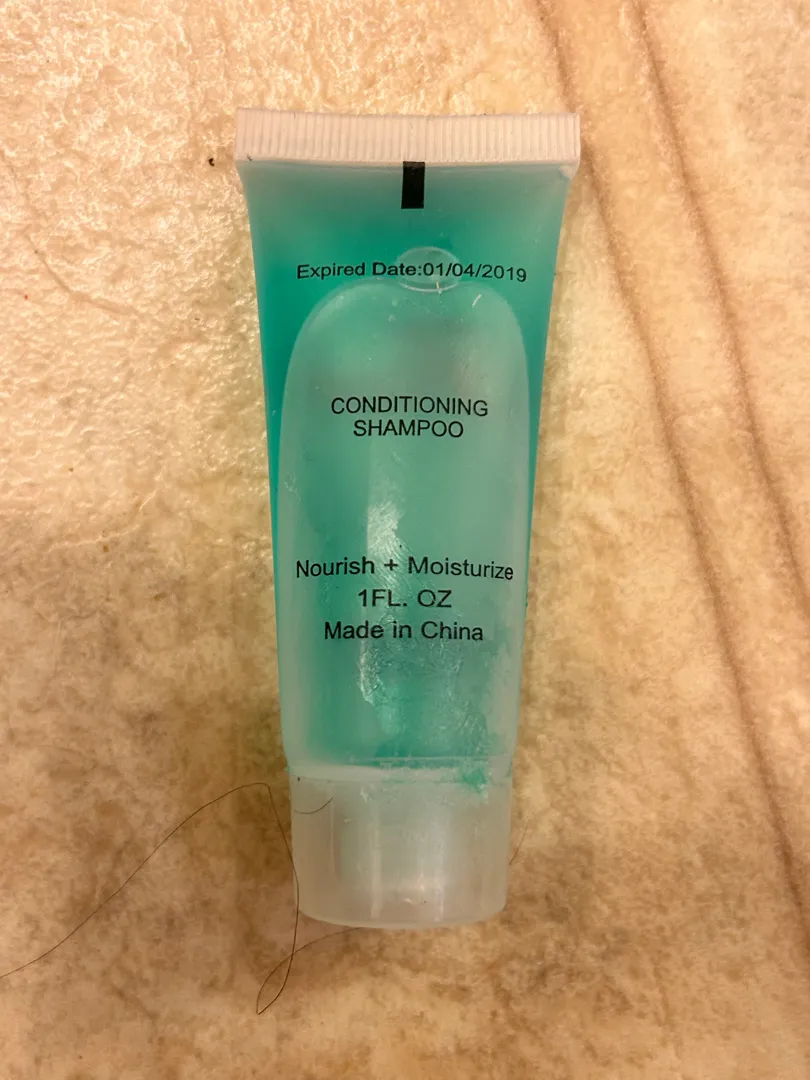 Expired Date:01/04/2019
CONDITIONING
SHAMPOO
Nourish + Moisturize
1FL. OZ
Made in China